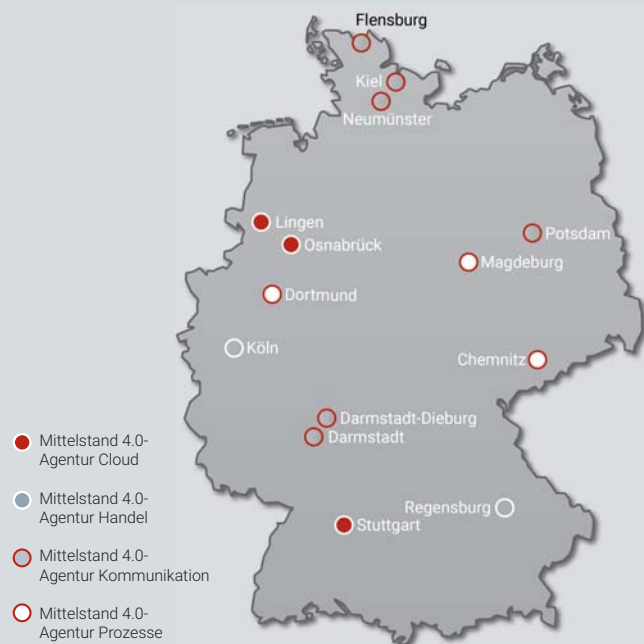 Flensburg
Kiel
Neumünster
Lingen
Potsdam
Osnabrück
Magdeburg
Dortmund
Köln
Chemnitz
Darmstadt-Dieburg
Darmstadt
Regensburg
Stuttgart
Mittelstand 4.0-
Agentur Cloud
Mittelstand 4.0-
Agentur Handel
Mittelstand 4.0-
Agentur Kommunikation
Mittelstand 4.0-
Agentur Prozesse